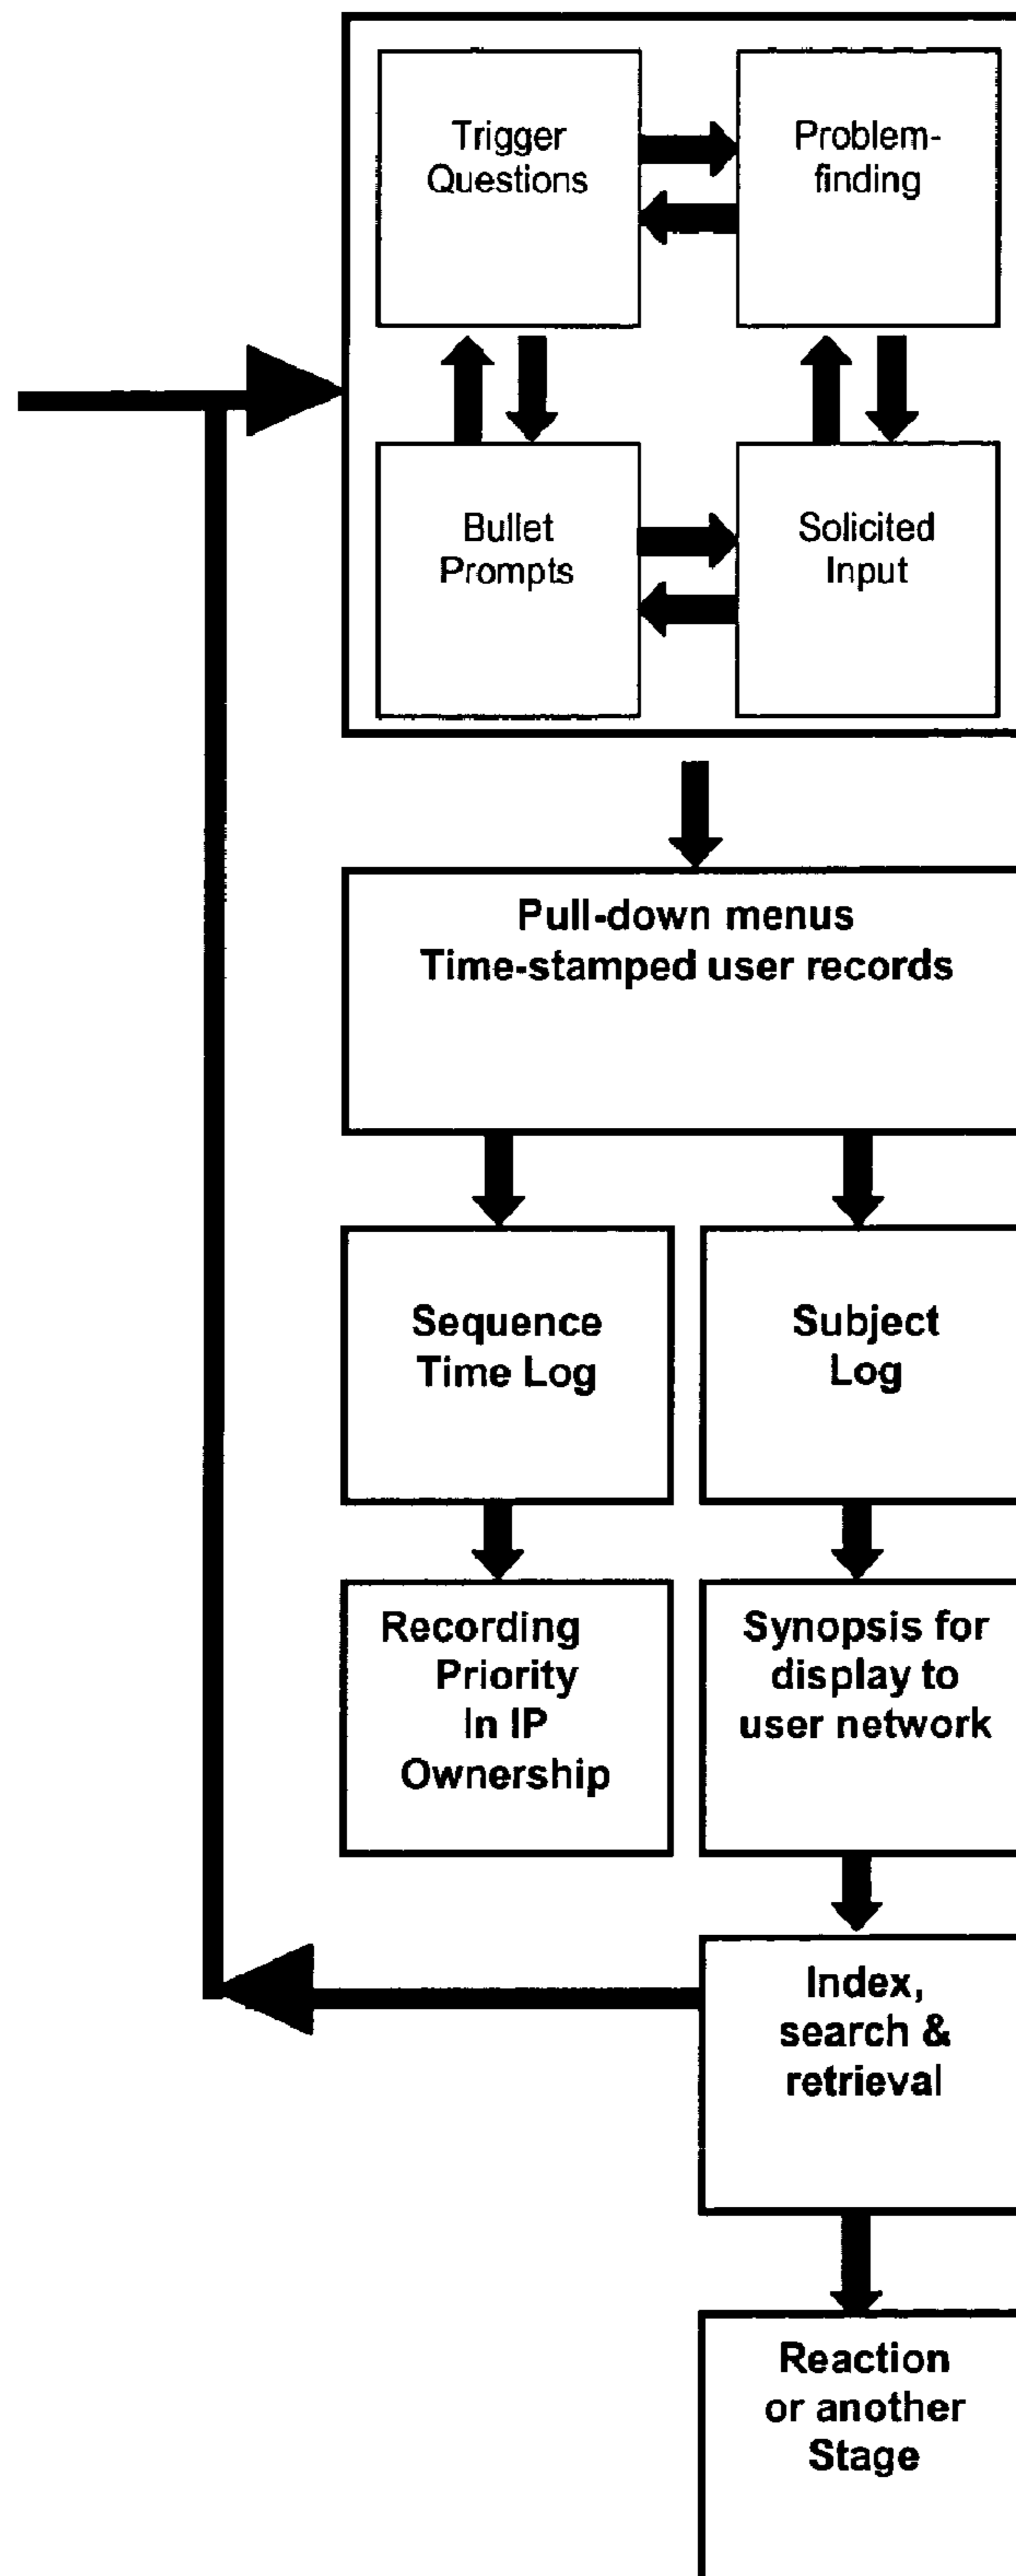 Trigger
Questions
Problem-
finding
Bullet
Prompts
Solicited
Input
Pull-down menus
Time-stamped user records
Sequence
Time Log
Subject
Log
Recording
Priority
In IP
Ownership
Synopsis for
display to
user network
Index,
search &
retrieval
Reaction
or another
Stage